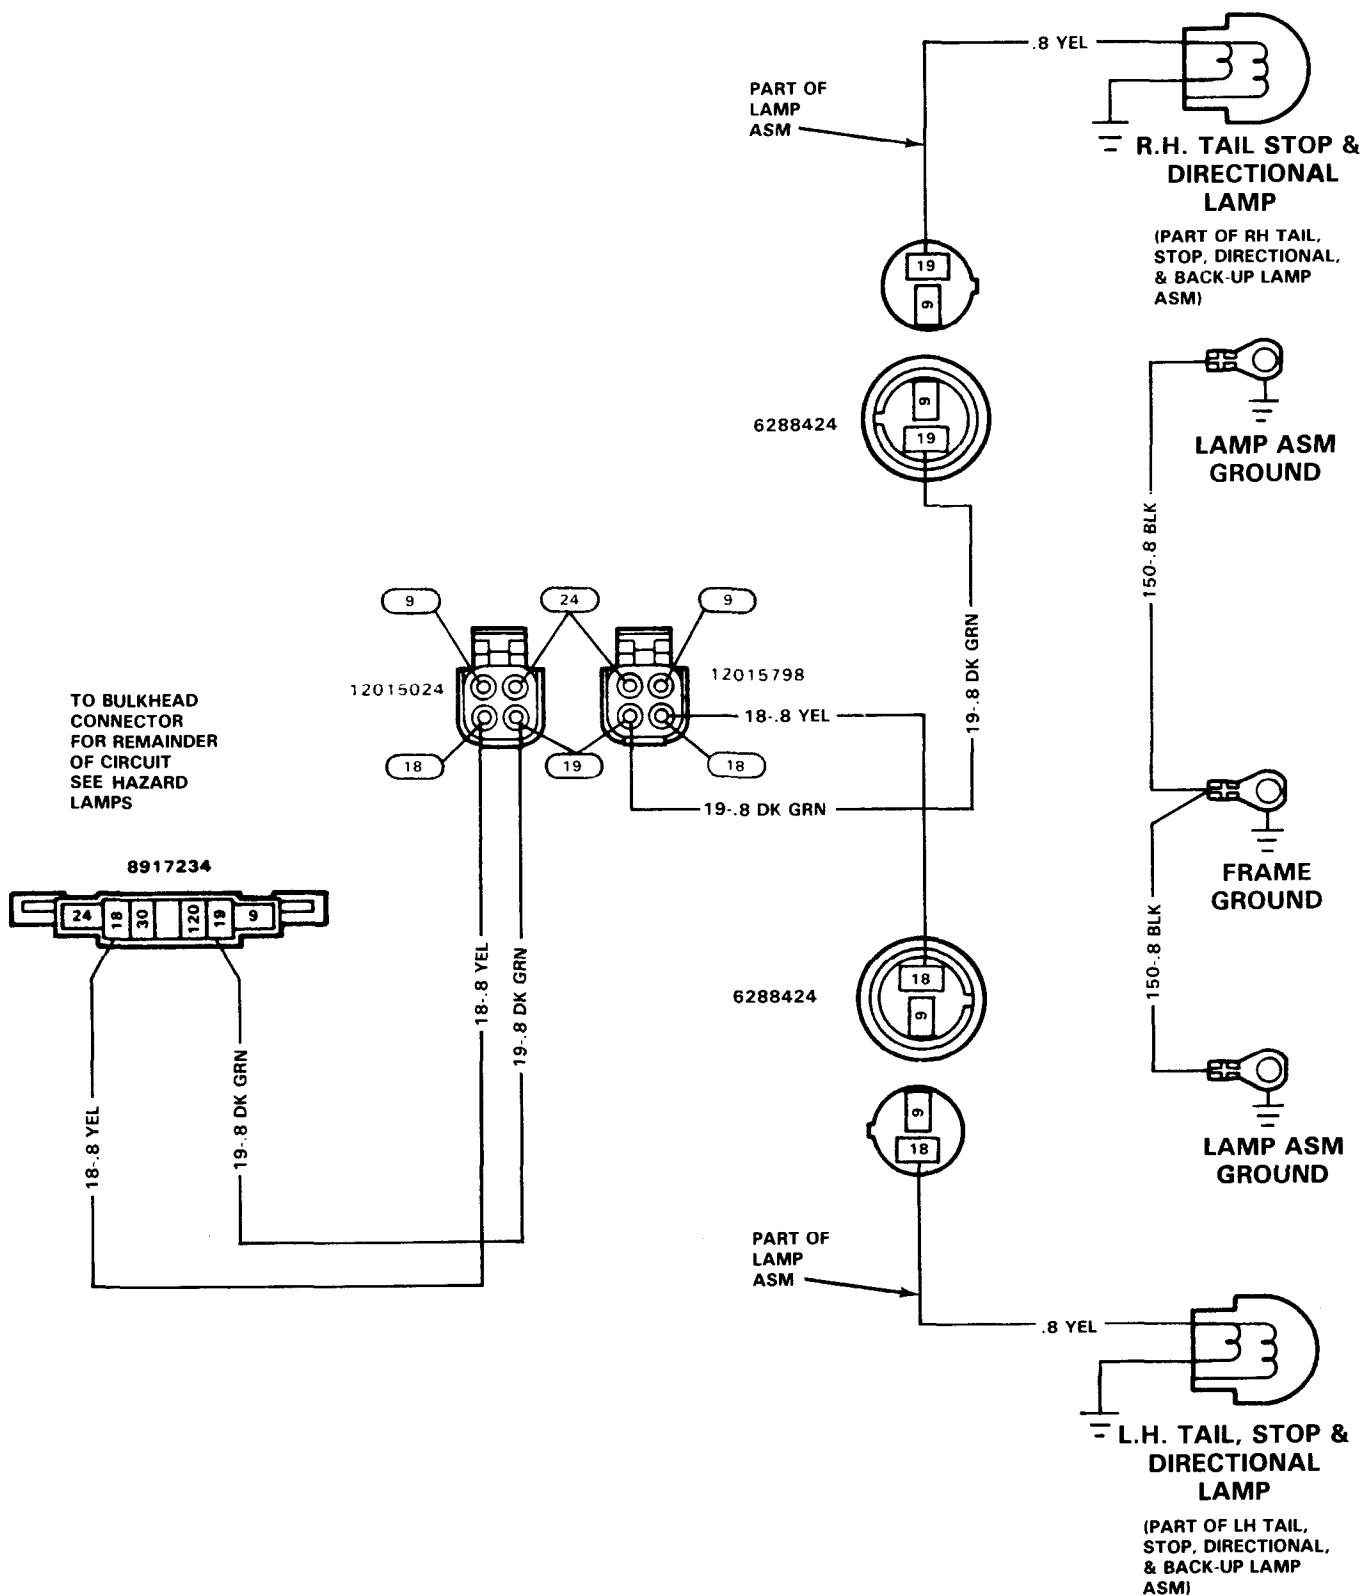 .8 YEL
PART OF
LAMP
ASM
R.H. TAIL STOP &
DIRECTIONAL
LAMP
(PART OF RH TAIL,
STOP, DIRECTIONAL,
& BACK-UP LAMP
ASM)
19
9
9
19
6288424
LAMP ASM
GROUND
150-.8 BLK
19-.8 DK GRN
9
24
9
12015024
12015798
18-.8 YEL
18
19
18
19-.8 DK GRN
TO BULKHEAD
CONNECTOR
FOR REMAINDER
OF CIRCUIT
SEE HAZARD
LAMPS
8917234
24
18
30
120
19
9
18-.8 YEL
19-.8 DK GRN
18-.8 YEL
19-.8 DK GRN
FRAME
GROUND
150-.8 BLK
6288424
18
9
9
18
LAMP ASM
GROUND
PART OF
LAMP
ASM
.8 YEL
L.H. TAIL, STOP &
DIRECTIONAL
LAMP
(PART OF LH TAIL,
STOP, DIRECTIONAL,
& BACK-UP LAMP
ASM)